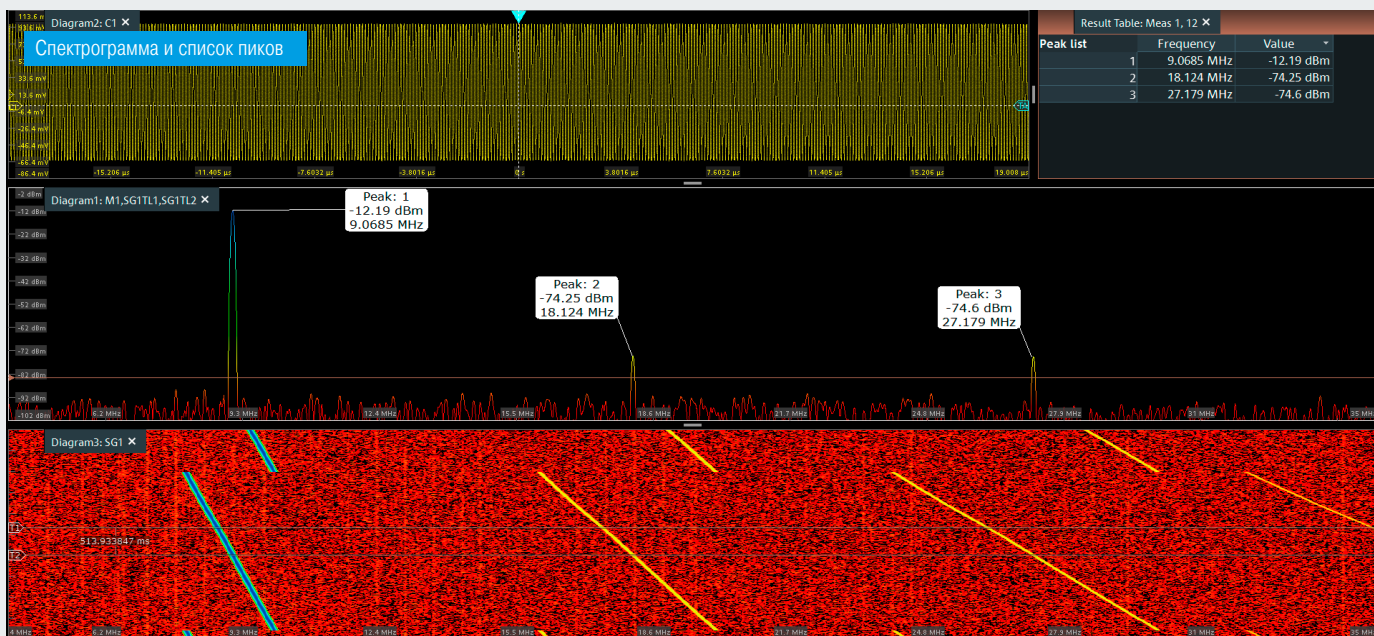 113.6 mV
Diagram2: C1 ✕
Спектрограмма и список пиков
33.6 mV
13.6 mV
-6.4 mV
-26.4 mV
-46.4 mV
-66.4 mV
-86.4 mV
-15.206 µs -11.405 µs -7.6032 µs -3.8016 µs 0 s 3.8016 µs 7.6032 µs 11.405 µs 15.206 µs 19.008 µs
Result Table: Meas 1, 12 ✕
Peak list Frequency Value
1 9.0685 MHz -12.19 dBm
2 18.124 MHz -74.25 dBm
3 27.179 MHz -74.6 dBm
-2 dBm
Diagram1: M1,SG1TL1,SG1TL2 ✕
-12 dBm
-22 dBm
-32 dBm
-42 dBm
-52 dBm
-62 dBm
-72 dBm
-82 dBm
-92 dBm
-102 dBm
Peak: 1
-12.19 dBm
9.0685 MHz
Peak: 2
-74.25 dBm
18.124 MHz
Peak: 3
-74.6 dBm
27.179 MHz
6.2 MHz 9.3 MHz 12.4 MHz 15.5 MHz 18.6 MHz 21.7 MHz 24.8 MHz 27.9 MHz 31 MHz 35 MHz
Diagram3: SG1 ✕
T1
513.933847 ms
T2
4 MHz 6.2 MHz 9.3 MHz 12.4 MHz 15.5 MHz 18.6 MHz 21.7 MHz 24.8 MHz 27.9 MHz 31 MHz 35 MHz